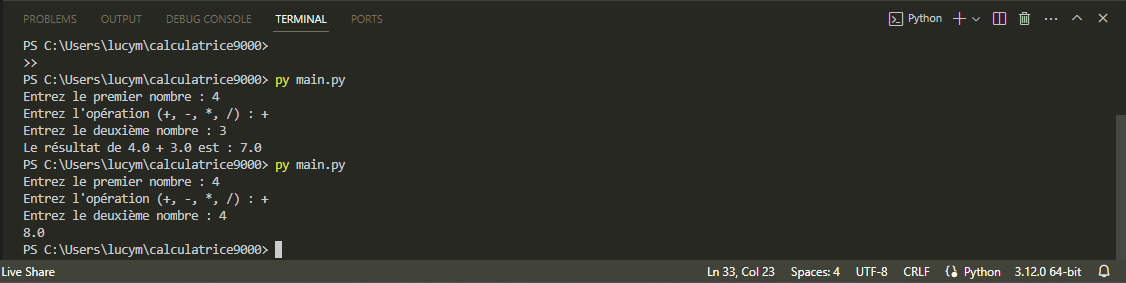 PROBLEMS OUTPUT DEBUG CONSOLE TERMINAL PORTS Python
PS C:\Users\lucym\calculatrice9000>
>>
PS C:\Users\lucym\calculatrice9000> py main.py
Entrez le premier nombre : 4
Entrez l'opération (+, -, *, /) : +
Entrez le deuxième nombre : 3
Le résultat de 4.0 + 3.0 est : 7.0
PS C:\Users\lucym\calculatrice9000> py main.py
Entrez le premier nombre : 4
Entrez l'opération (+, -, *, /) : +
Entrez le deuxième nombre : 4
8.0
PS C:\Users\lucym\calculatrice9000>
Live Share Ln 33, Col 23 Spaces: 4 UTF-8 CRLF Python 3.12.0 64-bit